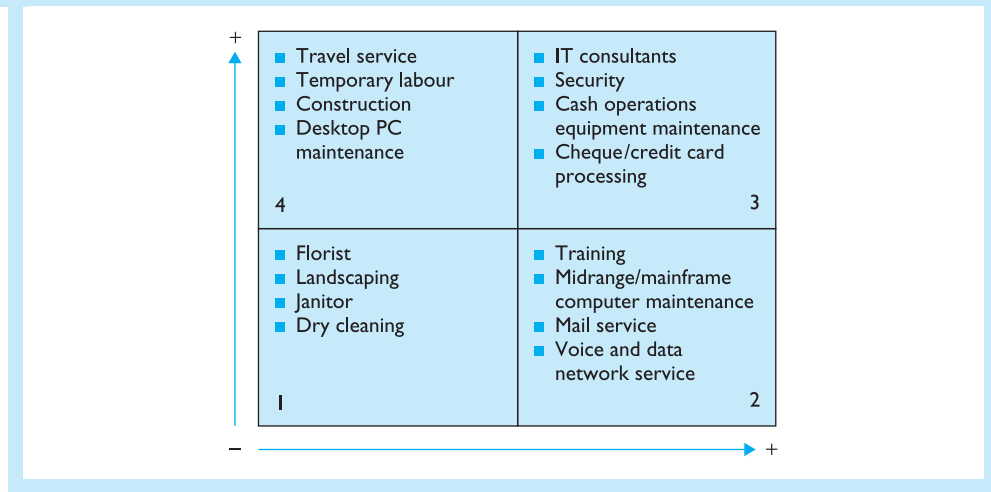 +
Travel service
Temporary labour
Construction
Desktop PC
maintenance
4
IT consultants
Security
Cash operations
equipment maintenance
Cheque/credit card
processing
3
Florist
Landscaping
Janitor
Dry cleaning
1
Training
Midrange/mainframe
computer maintenance
Mail service
Voice and data
network service
2
–
+